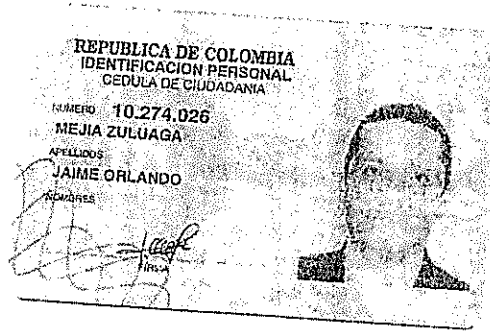 REPUBLICA DE COLOMBIA
IDENTIFICACION PERSONAL
CEDULA DE CIUDADANIA
NUMERO 10.274.026
MEJIA ZULUAGA
APELLIDOS
JAIME ORLANDO
NOMBRES
FIRMA